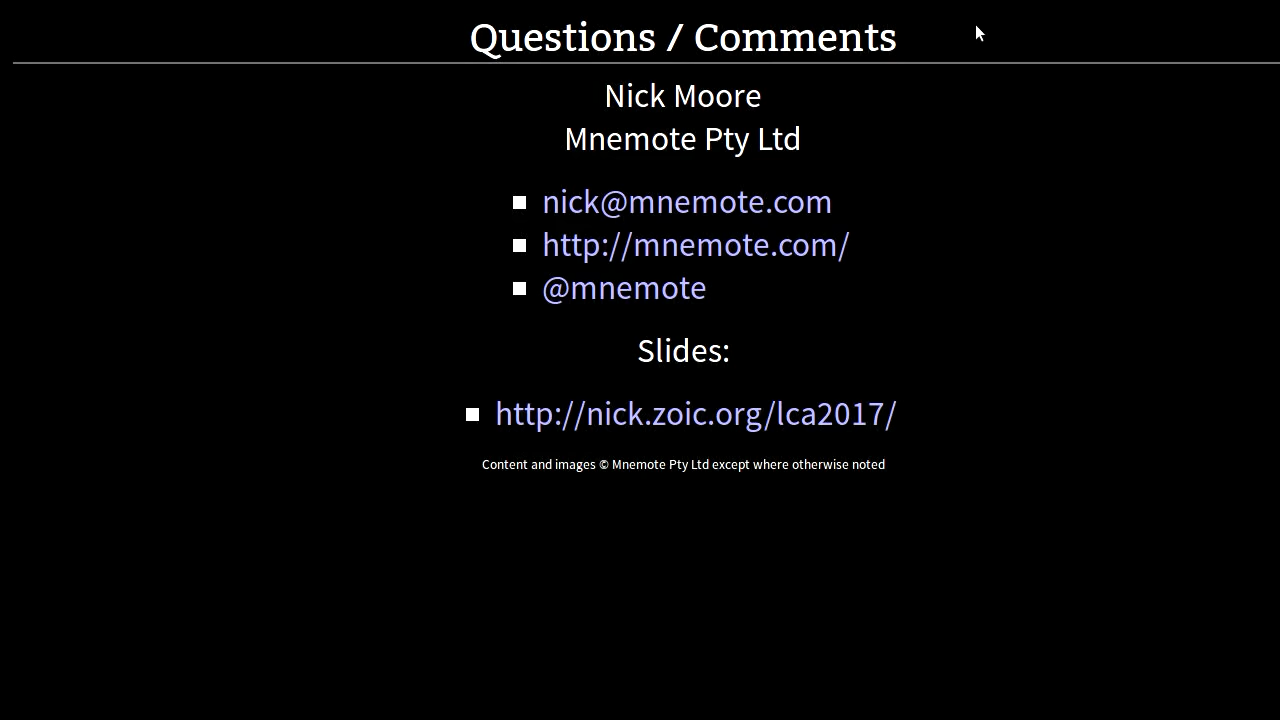 Questions / Comments
Nick Moore
Mnemote Pty Ltd
nick@mnemote.com
http://mnemote.com/
@mnemote
Slides:
http://nick.zoic.org/lca2017/
Content and images © Mnemote Pty Ltd except where otherwise noted